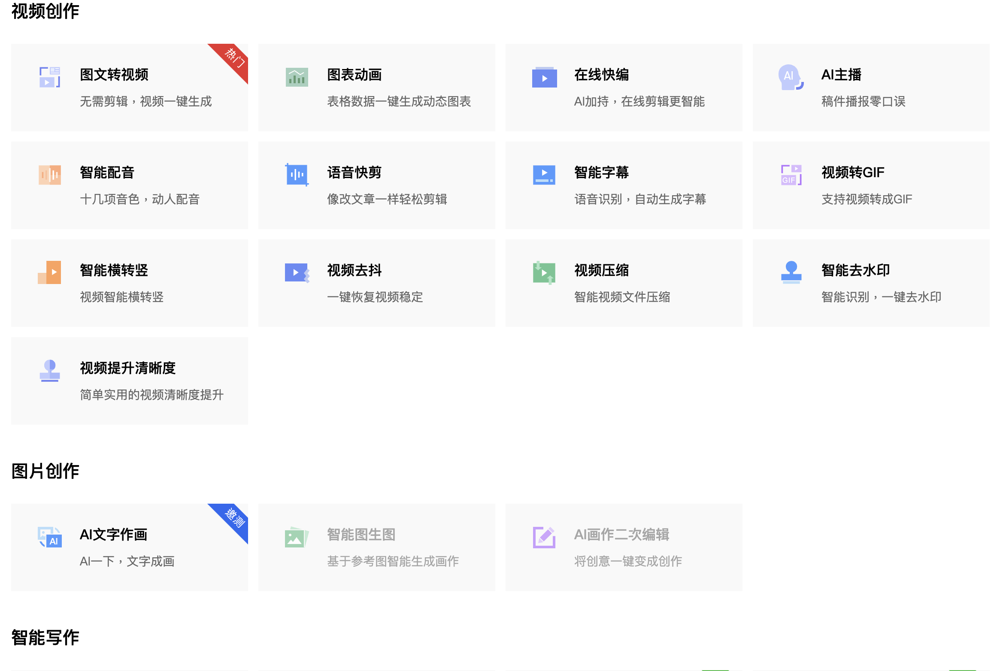 视频创作
热门
图文转视频
无需剪辑，视频一键生成
图表动画
表格数据一键生成动态图表
在线快编
AI加持，在线剪辑更智能
AI
AI主播
稿件播报零口误
智能配音
十几项音色，动人配音
语音快剪
像改文章一样轻松剪辑
智能字幕
语音识别，自动生成字幕
GIF
视频转GIF
支持视频转成GIF
智能横转竖
视频智能横转竖
视频去抖
一键恢复视频稳定
视频压缩
智能视频文件压缩
智能去水印
智能识别，一键去水印
视频提升清晰度
简单实用的视频清晰度提升
图片创作
邀测
AI
AI文字作画
AI一下，文字成画
智能图生图
基于参考图智能生成画作
AI画作二次编辑
将创意一键变成创作
智能写作